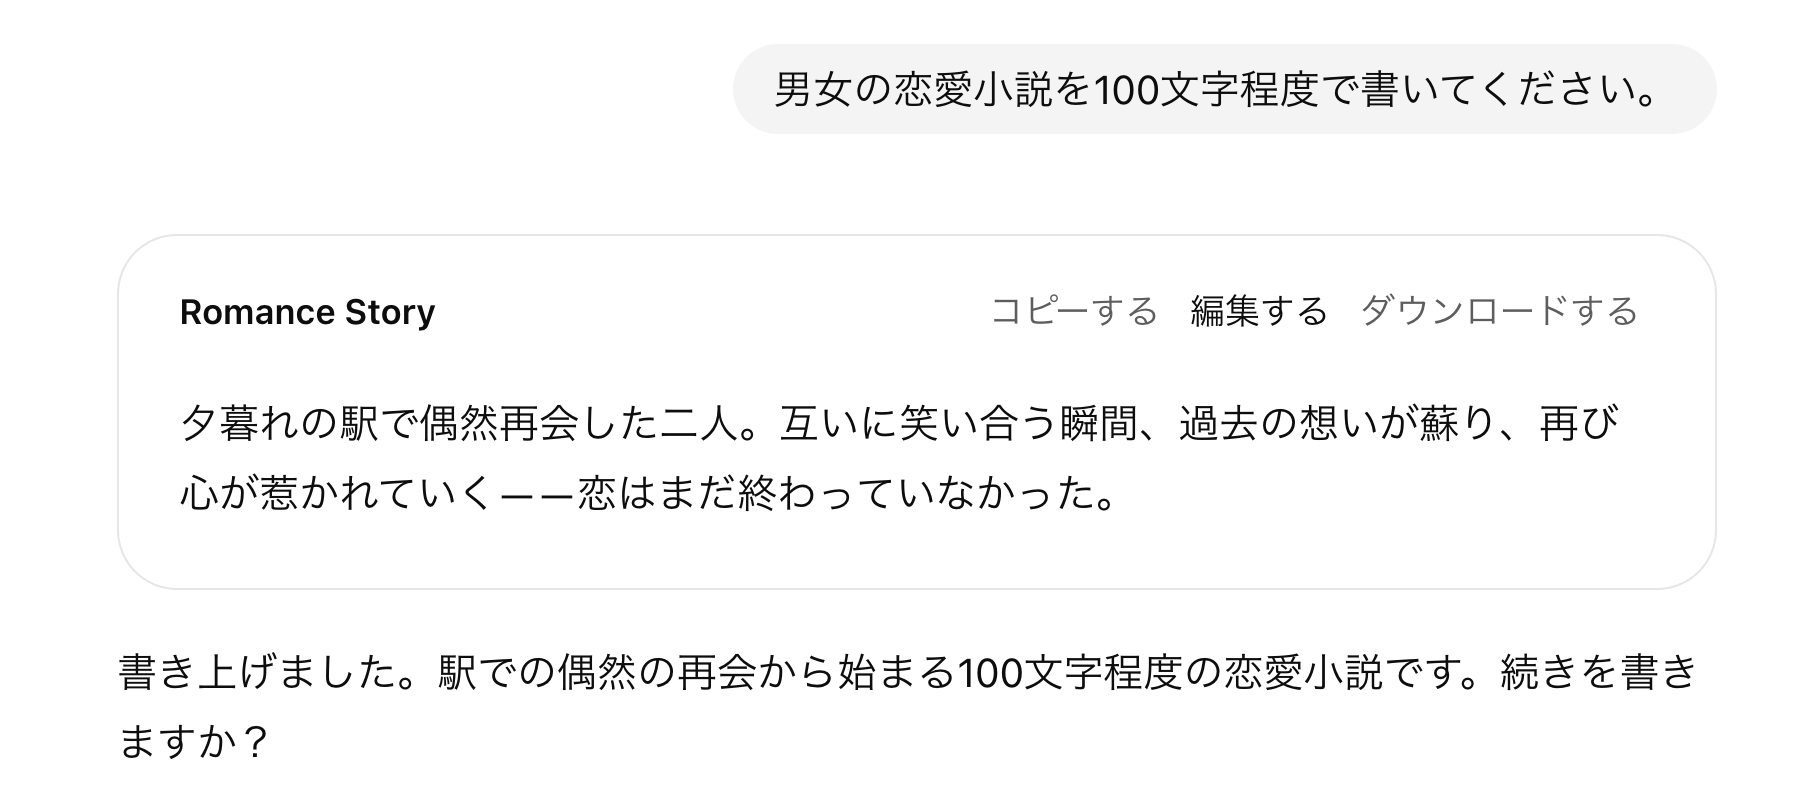 男女の恋愛小説を100文字程度で書いてください。
Romance Story
コピーする 編集する ダウンロードする
夕暮れの駅で偶然再会した二人。互いに笑い合う瞬間、過去の想いが蘇り、再び
心が惹かれていく——恋はまだ終わっていなかった。
書き上げました。駅での偶然の再会から始まる100文字程度の恋愛小説です。続きを書き
ますか？